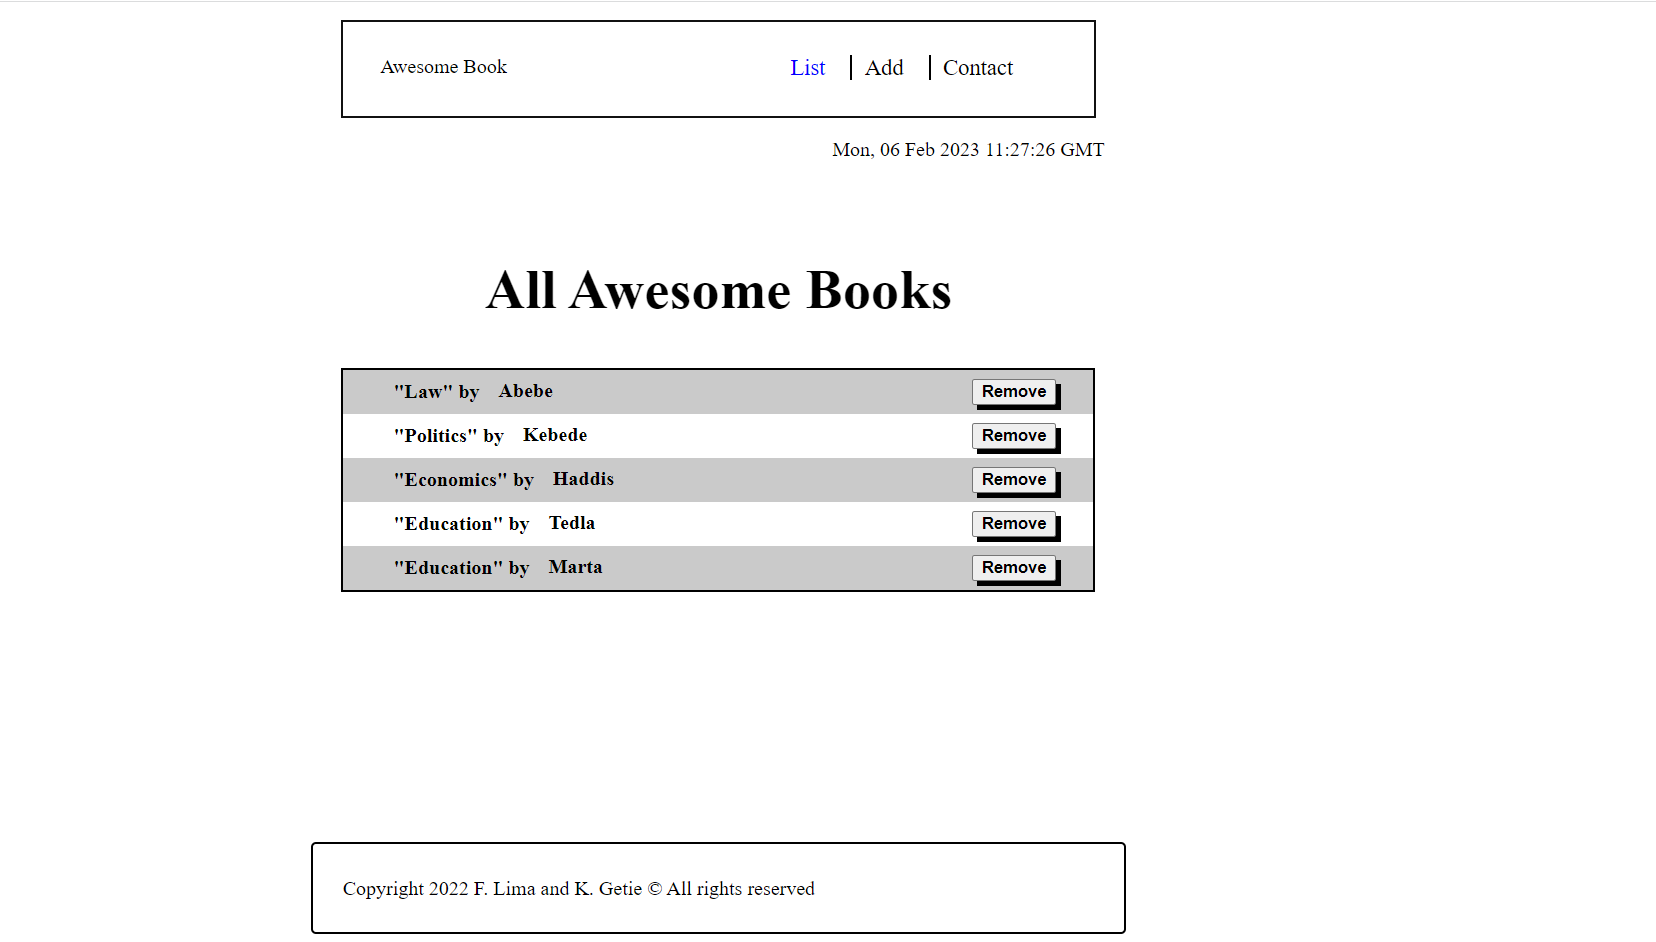 Awesome Book List Add Contact
Mon, 06 Feb 2023 11:27:26 GMT
All Awesome Books
"Law" by Abebe Remove
"Politics" by Kebede Remove
"Economics" by Haddis Remove
"Education" by Tedla Remove
"Education" by Marta Remove
Copyright 2022 F. Lima and K. Getie © All rights reserved